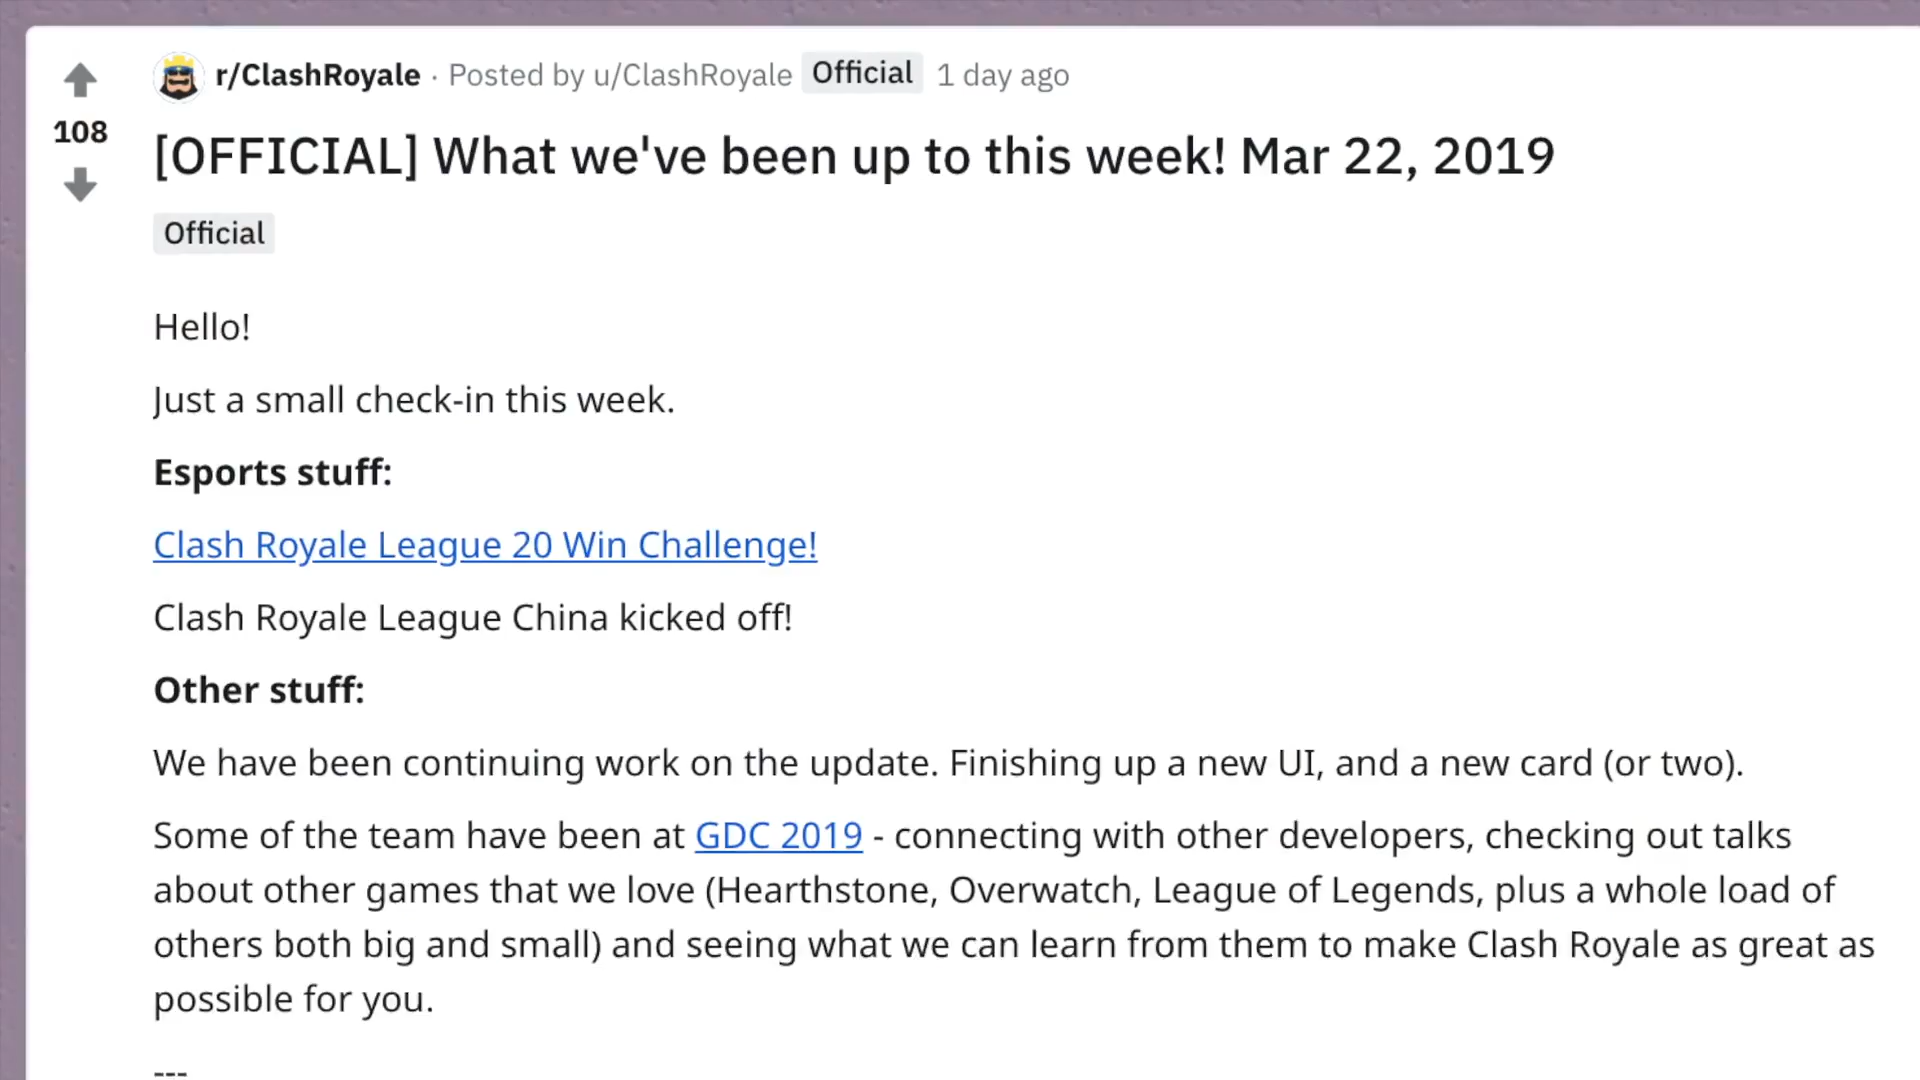 r/ClashRoyale · Posted by u/ClashRoyale Official 1 day ago
108
[OFFICIAL] What we've been up to this week! Mar 22, 2019
Official
Hello!
Just a small check-in this week.
Esports stuff:
Clash Royale League 20 Win Challenge!
Clash Royale League China kicked off!
Other stuff:
We have been continuing work on the update. Finishing up a new UI, and a new card (or two).
Some of the team have been at GDC 2019 - connecting with other developers, checking out talks
about other games that we love (Hearthstone, Overwatch, League of Legends, plus a whole load of
others both big and small) and seeing what we can learn from them to make Clash Royale as great as
possible for you.
---